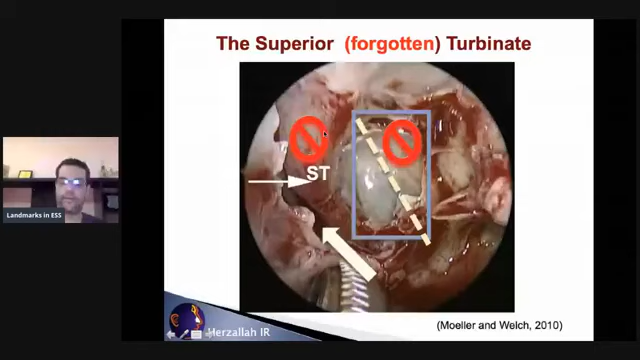 The Superior (forgotten) Turbinate
ST
Landmarks in ESS
Herzallah IR
(Moeller and Welch, 2010)